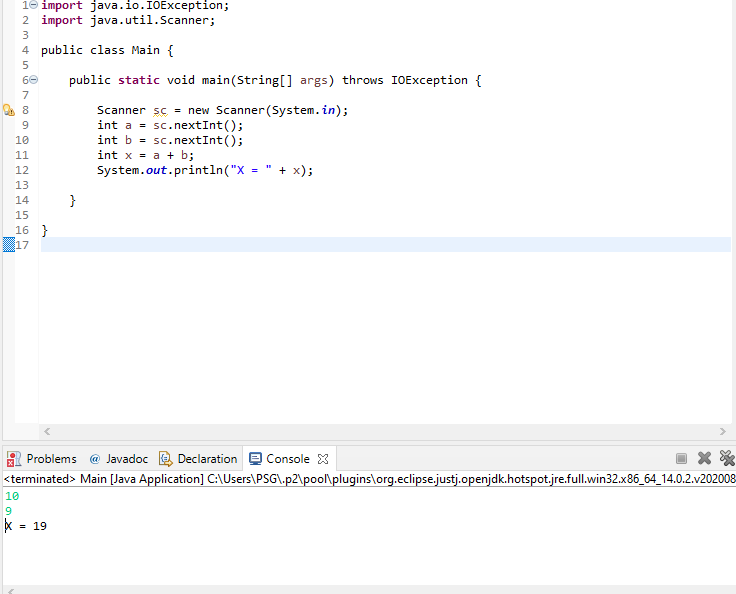 1 import java.io.IOException;
2 import java.util.Scanner;
3
4 public class Main {
5
6 public static void main(String[] args) throws IOException {
7
8 Scanner sc = new Scanner(System.in);
9 int a = sc.nextInt();
10 int b = sc.nextInt();
11 int x = a + b;
12 System.out.println("X = " + x);
13
14 }
15
16 }
17
Problems @ Javadoc Declaration Console
<terminated> Main [Java Application] C:\Users\PSG\.p2\pool\plugins\org.eclipse.justj.openjdk.hotspot.jre.full.win32.x86_64_14.0.2.v202008
10
9
X = 19